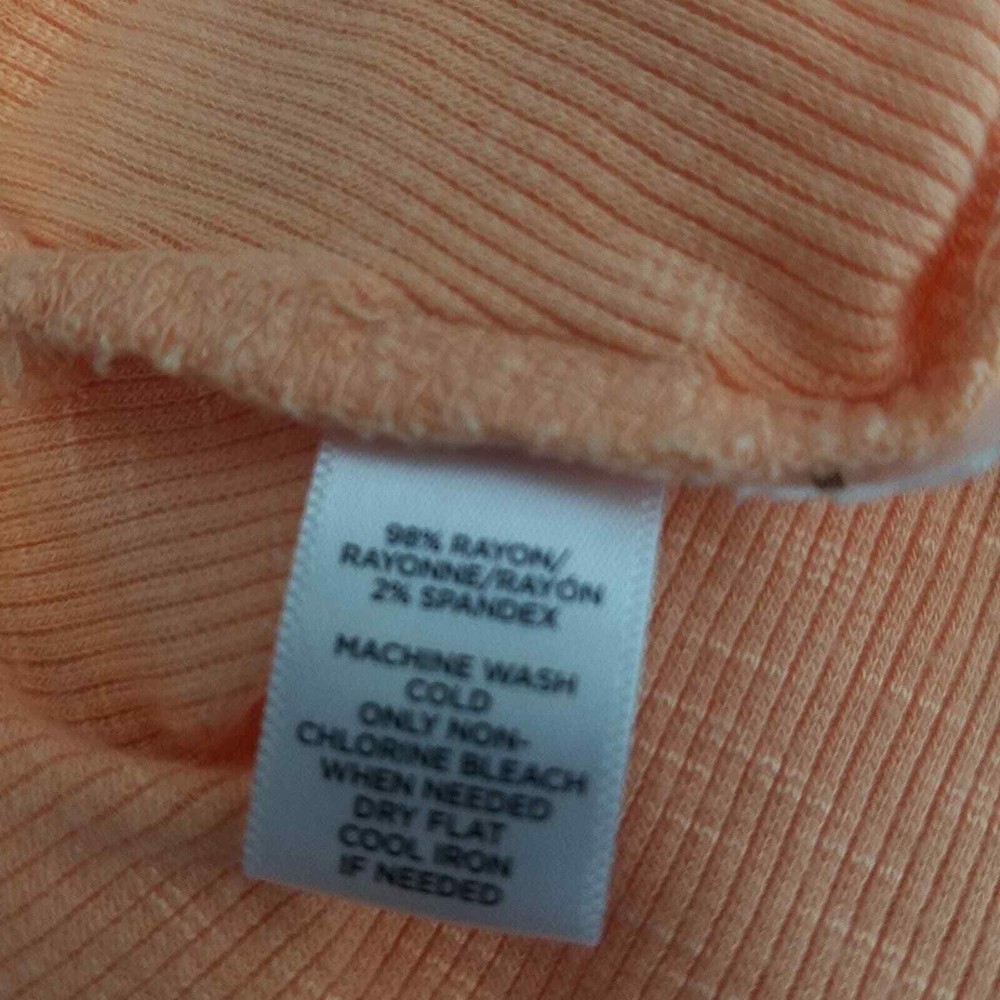 98% RAYON/
RAYONNE/RAYÓN
2% SPANDEX
MACHINE WASH
COLD
ONLY NON-
CHLORINE BLEACH
WHEN NEEDED
DRY FLAT
COOL IRON
IF NEEDED